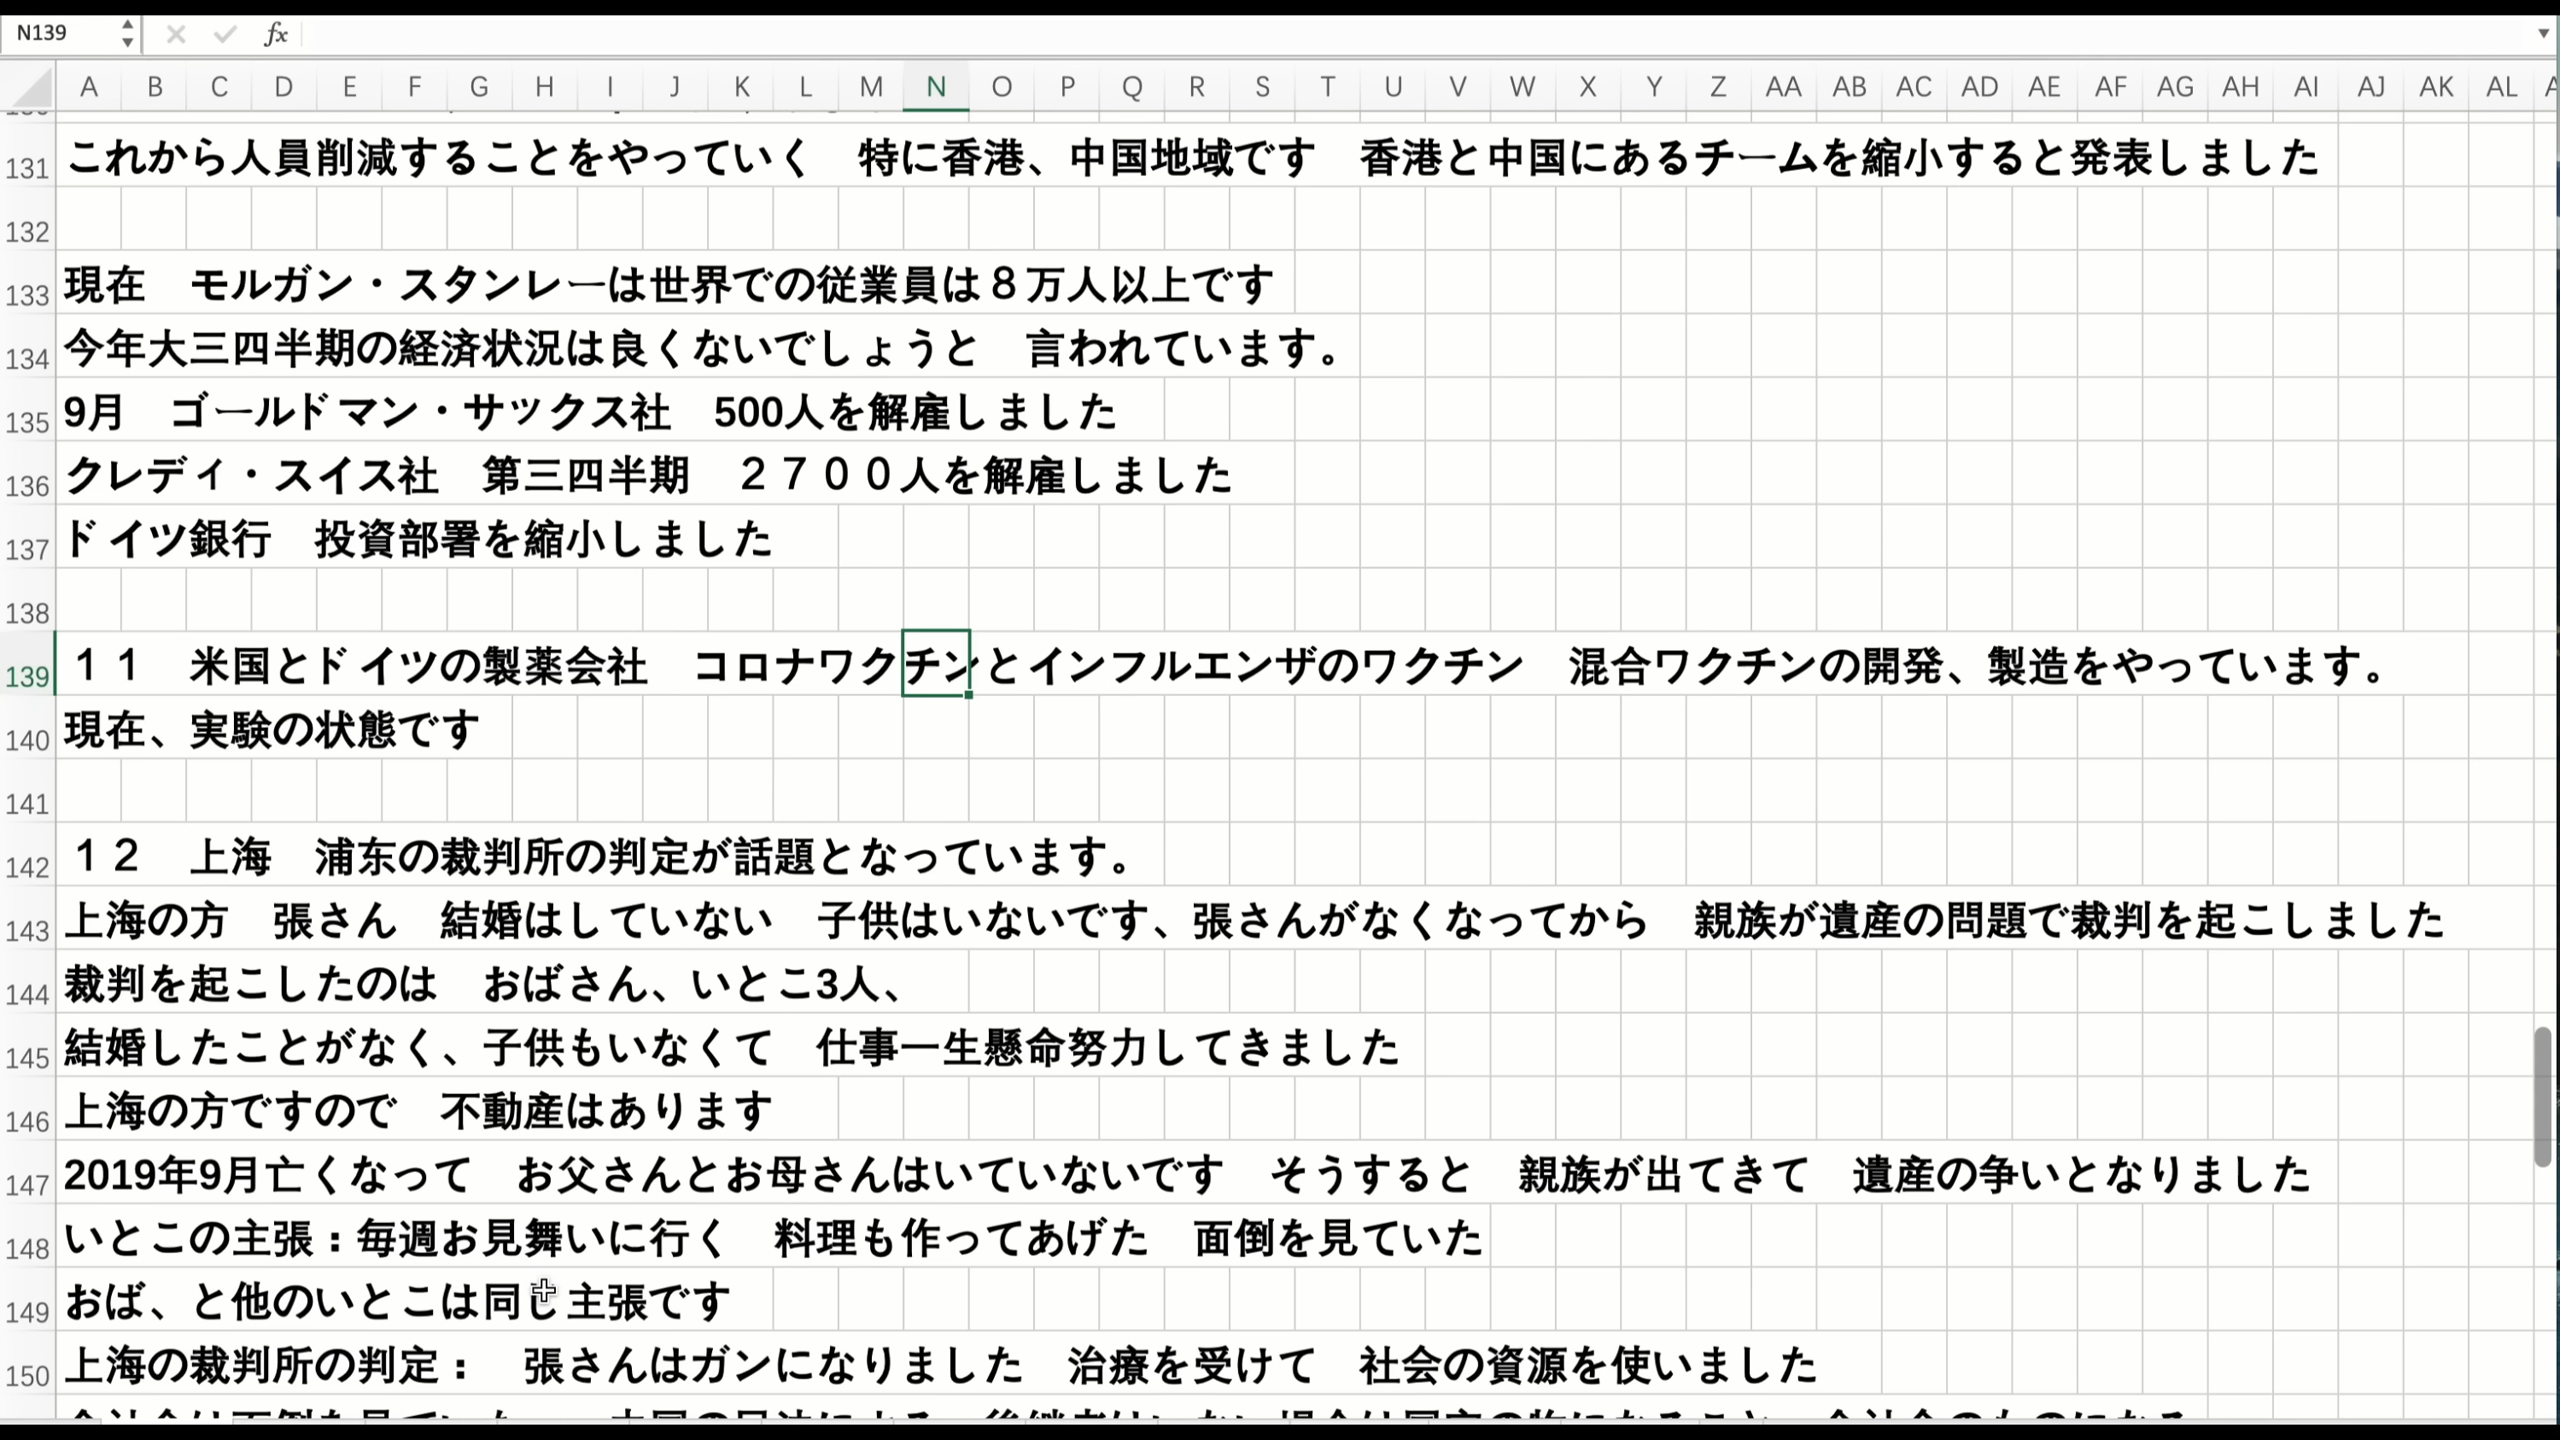 N139 fx
A B C D E F G H I J K L M N O P Q R S T U V W X Y Z AA AB AC AD AE AF AG AH AI AJ AK AL
131 これから人員削減することをやっていく　特に香港、中国地域です　香港と中国にあるチームを縮小すると発表しました
132
133 現在　モルガン・スタンレーは世界での従業員は８万人以上です
134 今年大三四半期の経済状況は良くないでしょうと　言われています。
135 9月　ゴールドマン・サックス社　500人を解雇しました
136 クレディ・スイス社　第三四半期　２７００人を解雇しました
137 ドイツ銀行　投資部署を縮小しました
138
139 １１　米国とドイツの製薬会社　コロナワクチンとインフルエンザのワクチン　混合ワクチンの開発、製造をやっています。
140 現在、実験の状態です
141
142 １２　上海　浦东の裁判所の判定が話題となっています。
143 上海の方　張さん　結婚はしていない　子供はいないです、張さんがなくなってから　親族が遺産の問題で裁判を起こしました
144 裁判を起こしたのは　おばさん、いとこ3人、
145 結婚したことがなく、子供もいなくて　仕事一生懸命努力してきました
146 上海の方ですので　不動産はあります
147 2019年9月亡くなって　お父さんとお母さんはいていないです　そうすると　親族が出てきて　遺産の争いとなりました
148 いとこの主張：毎週お見舞いに行く　料理も作ってあげた　面倒を見ていた
149 おば、と他のいとこは同じ主張です
150 上海の裁判所の判定：　張さんはガンになりました　治療を受けて　社会の資源を使いました